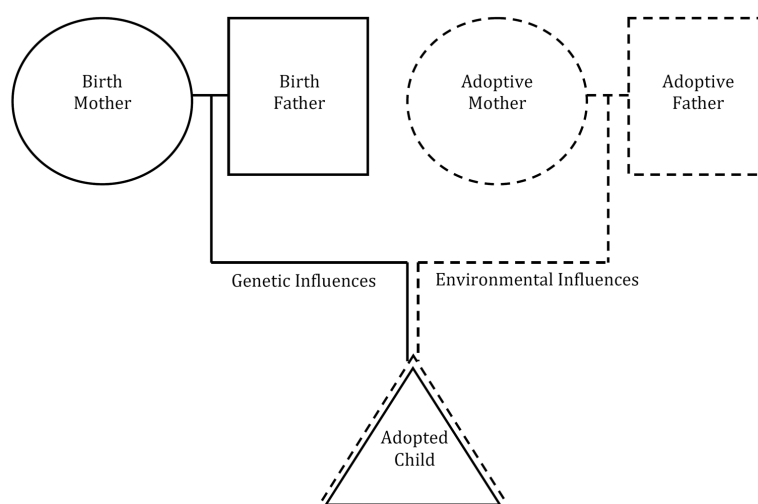 Birth
Mother
Birth
Father
Adoptive
Mother
Adoptive
Father
Genetic Influences
Environmental Influences
Adopted
Child